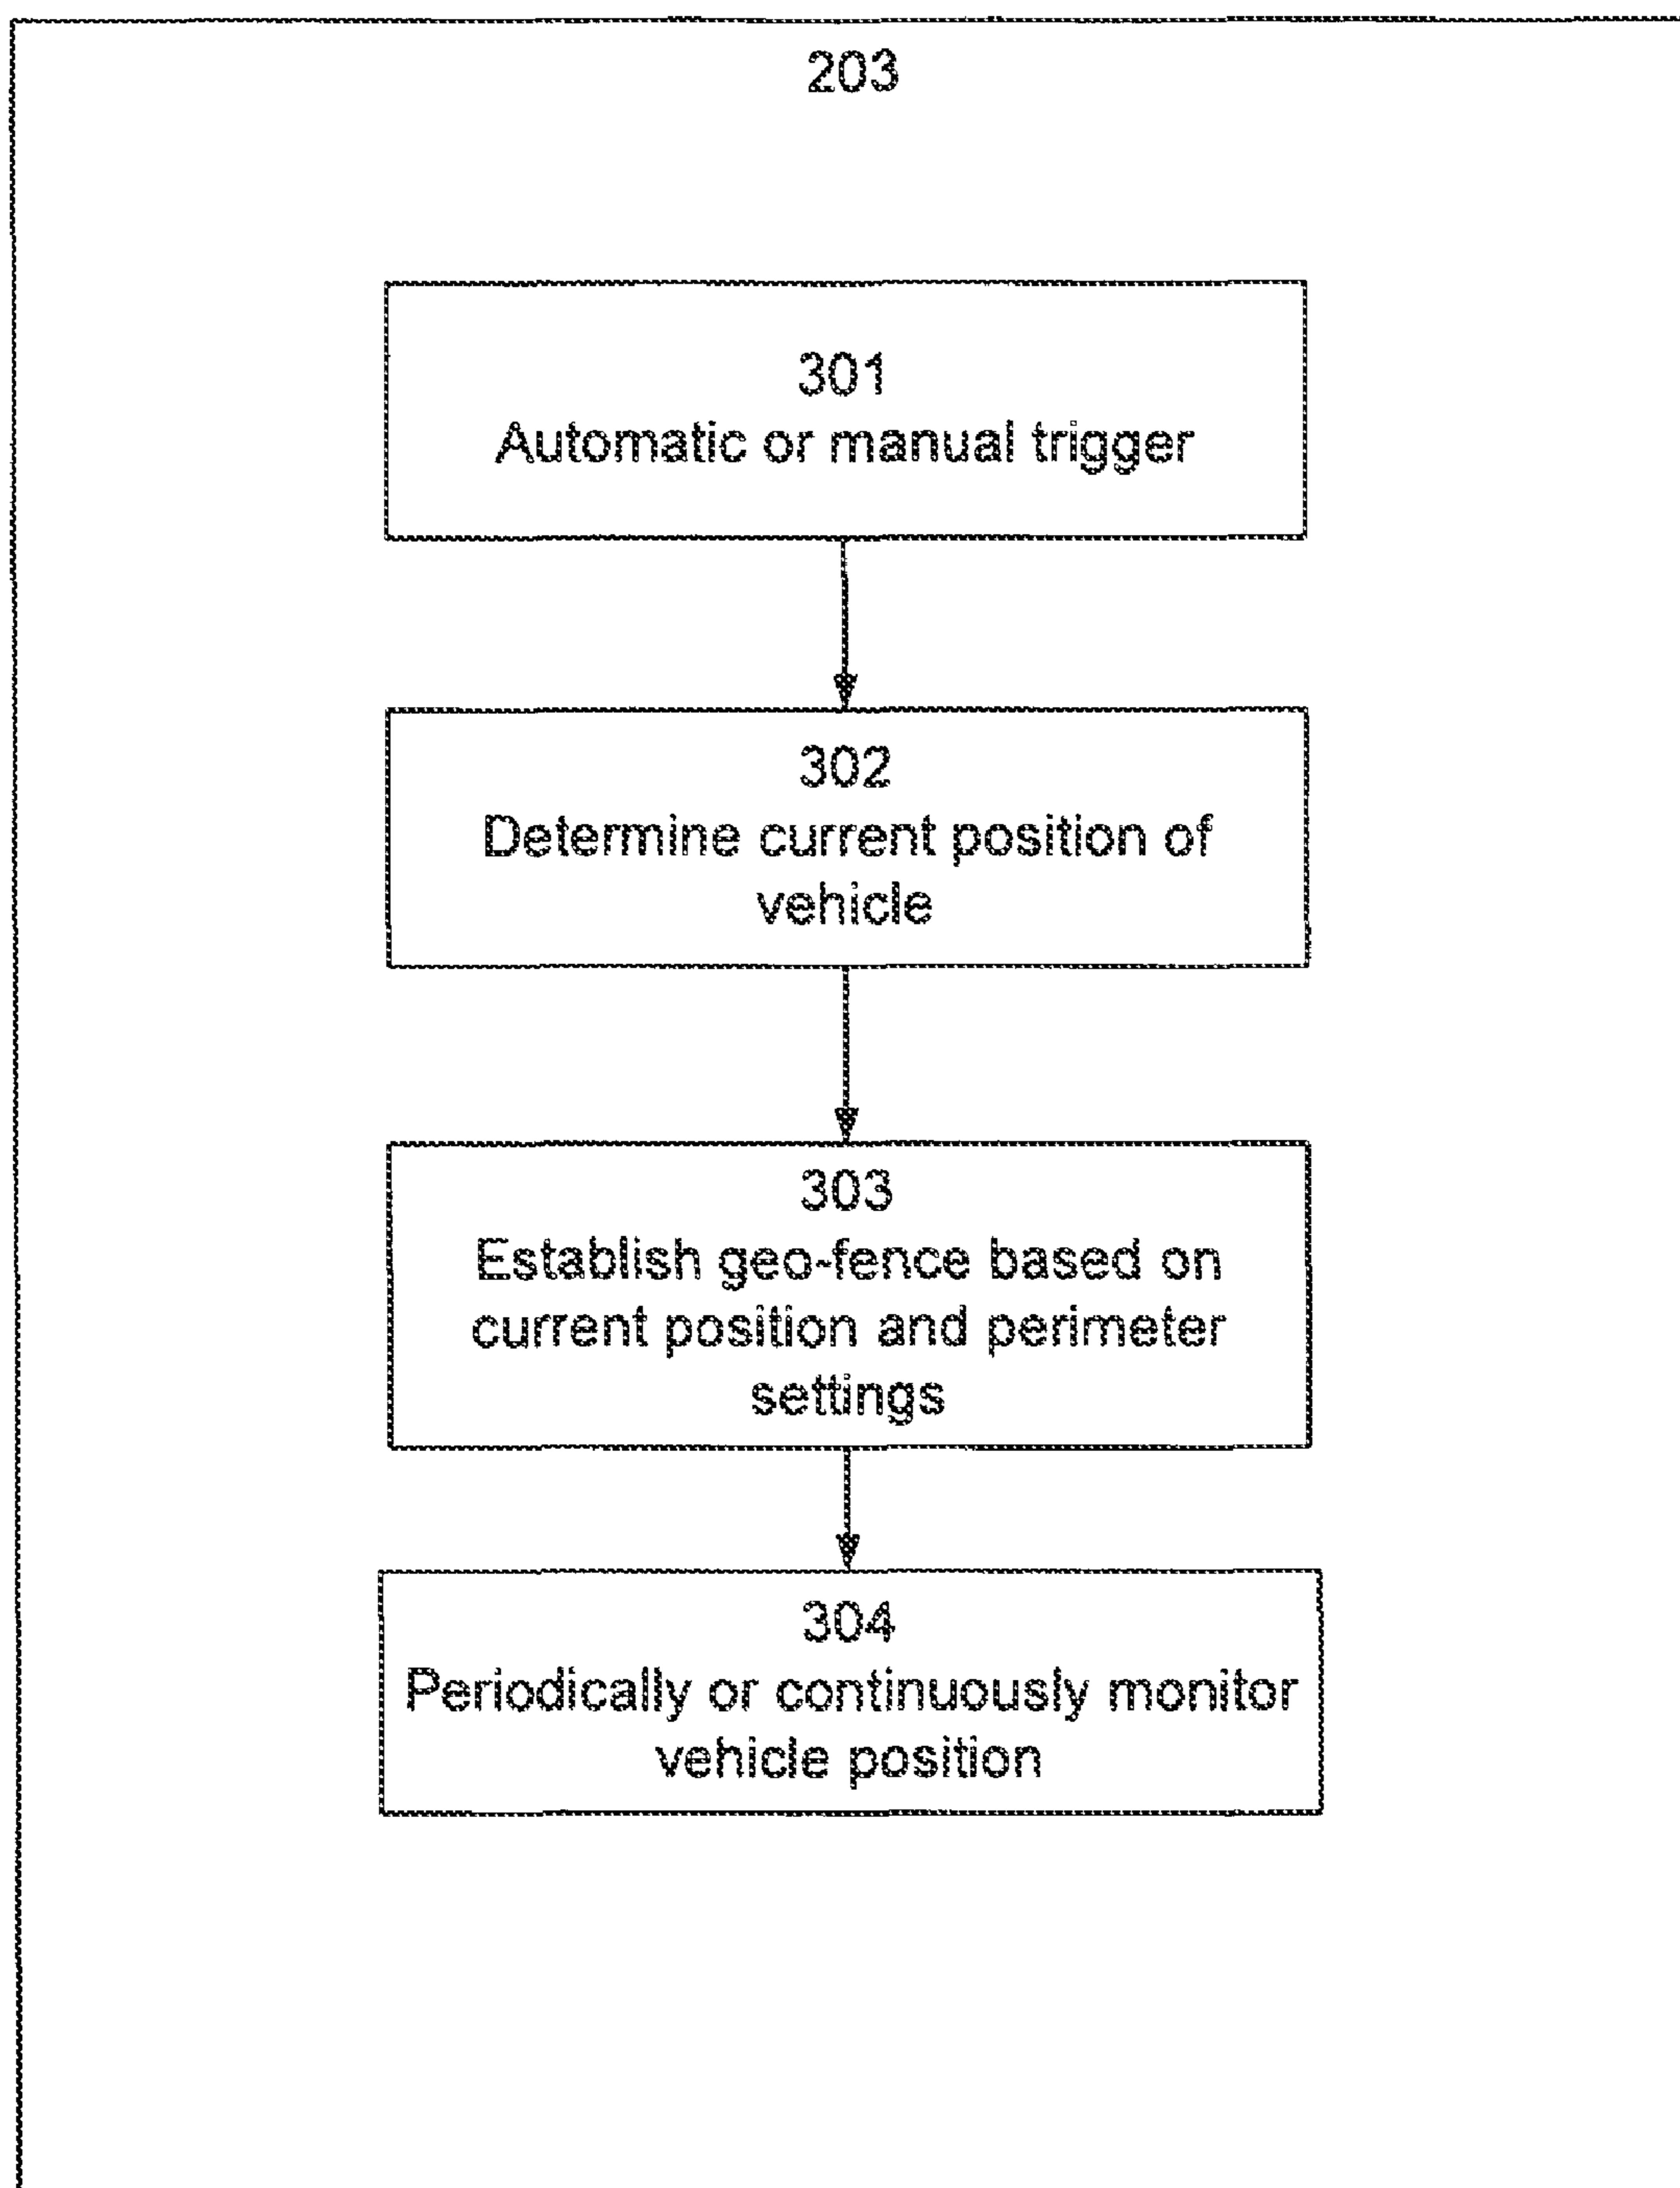 203
301
Automatic or manual trigger
302
Determine current position of
vehicle
303
Establish geo-fence based on
current position and perimeter
settings
304
Periodically or continuously monitor
vehicle position